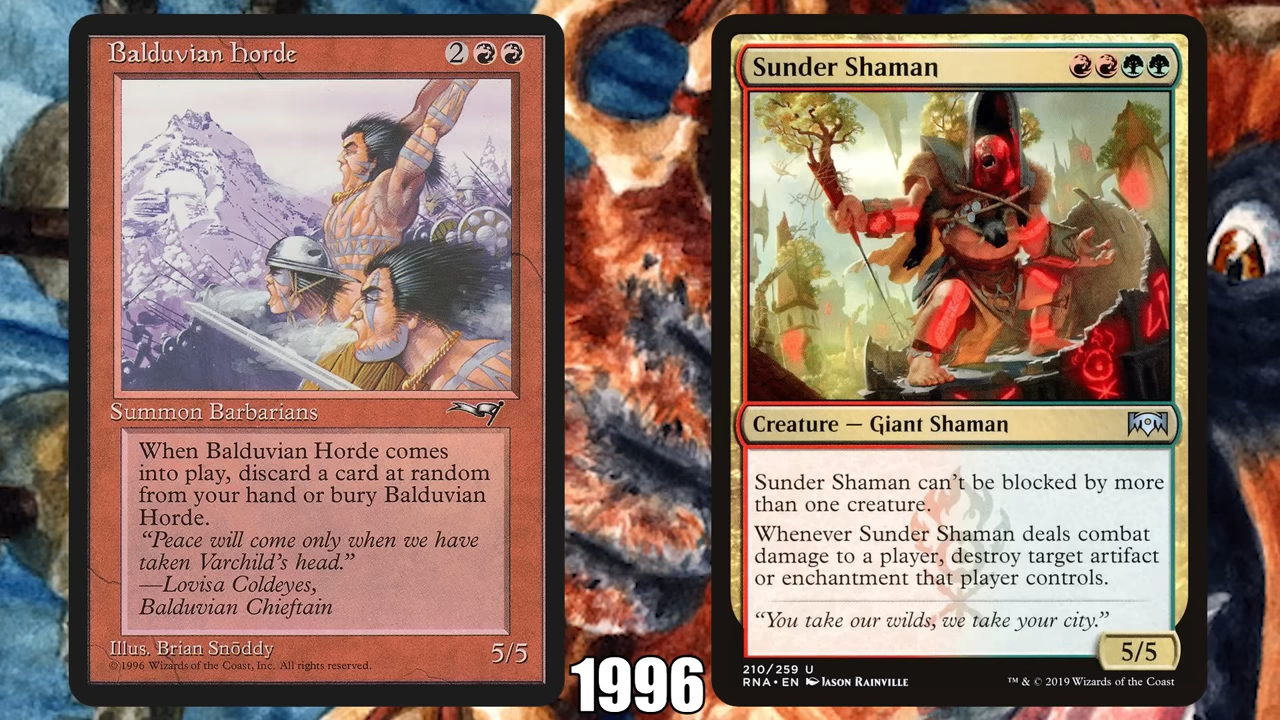 Balduvian Horde 2
Summon Barbarians
When Balduvian Horde comes
into play, discard a card at random
from your hand or bury Balduvian
Horde.
“Peace will come only when we have
taken Varchild's head.”
—Lovisa Coldeyes,
Balduvian Chieftain
Illus. Brian Snōddy
©1996 Wizards of the Coast, Inc. All rights reserved.
5/5
1996
Sunder Shaman
Creature — Giant Shaman
Sunder Shaman can't be blocked by more
than one creature.
Whenever Sunder Shaman deals combat
damage to a player, destroy target artifact
or enchantment that player controls.
“You take our wilds, we take your city.”
5/5
210/259 U
RNA • EN Jason Rainville
™ & © 2019 Wizards of the Coast